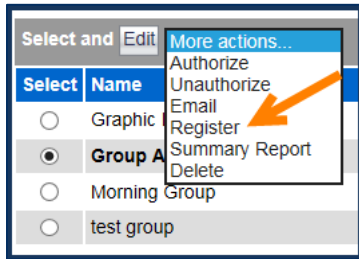 Select and Edit More actions...
Authorize
Unauthorize
Email
Register
Summary Report
Delete
Select Name
Graphic
Group A
Morning Group
test group